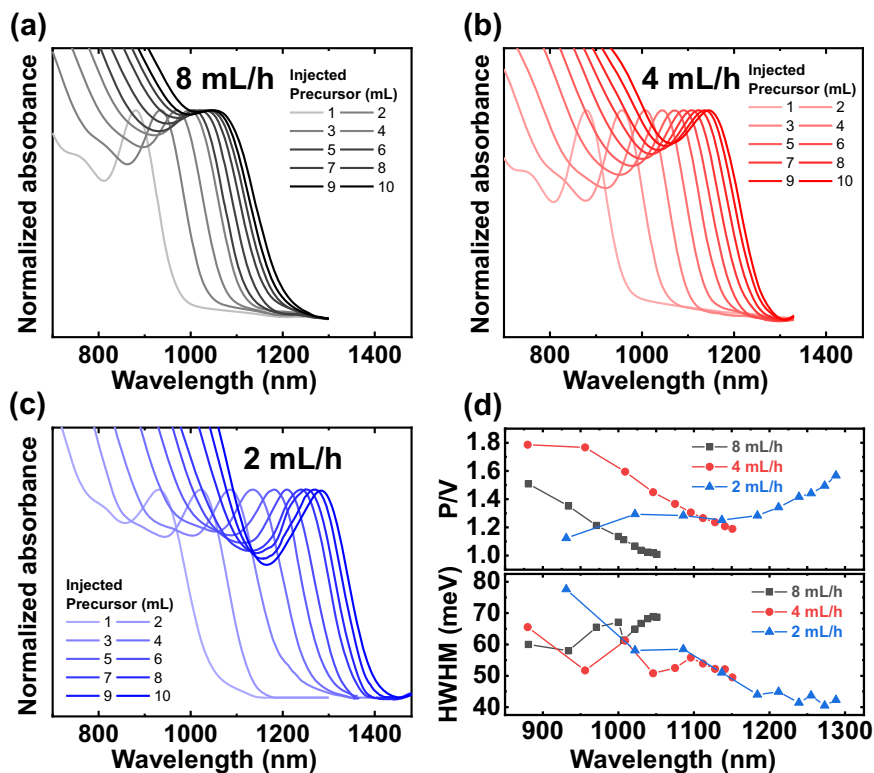 (a)
8 mL/h
Injected
Precursor (mL)
1 2
3 4
5 6
7 8
9 10
Normalized absorbance
800 1000 1200 1400
Wavelength (nm)
(b)
4 mL/h
Injected
Precursor (mL)
1 2
3 4
5 6
7 8
9 10
Normalized absorbance
800 1000 1200 1400
Wavelength (nm)
(c)
2 mL/h
Injected
Precursor (mL)
1 2
3 4
5 6
7 8
9 10
Normalized absorbance
800 1000 1200 1400
Wavelength (nm)
(d)
1.8
1.6
1.4
1.2
1.0
P/V
8 mL/h
4 mL/h
2 mL/h
80
70
60
50
40
HWHM (meV)
8 mL/h
4 mL/h
2 mL/h
900 1000 1100 1200 1300
Wavelength (nm)